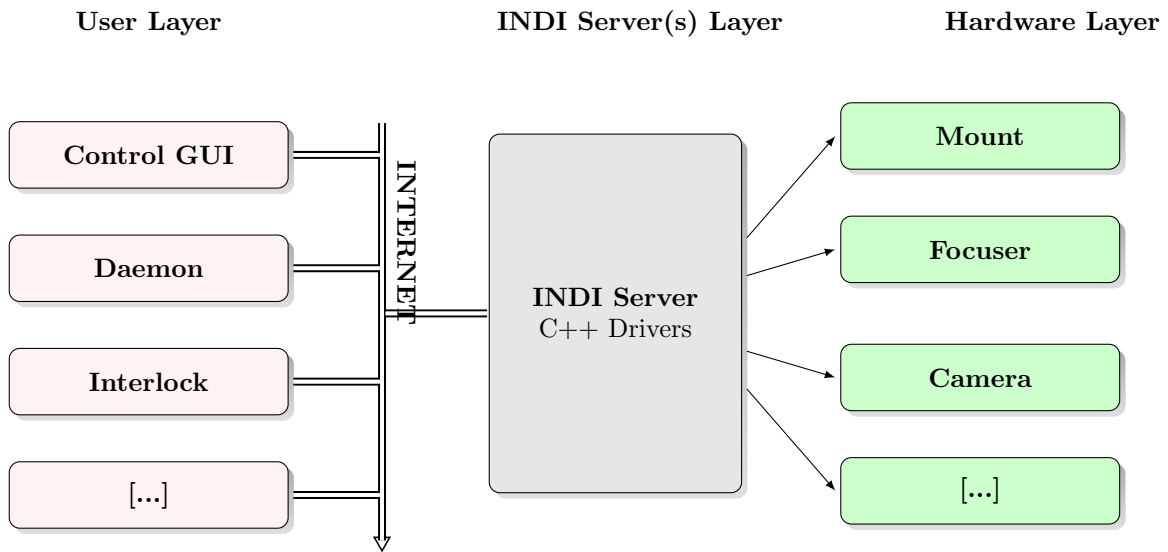 User Layer
INDI Server(s) Layer
Hardware Layer
Control GUI
Daemon
Interlock
[...]
INTERNET
INDI Server
C++ Drivers
Mount
Focuser
Camera
[...]